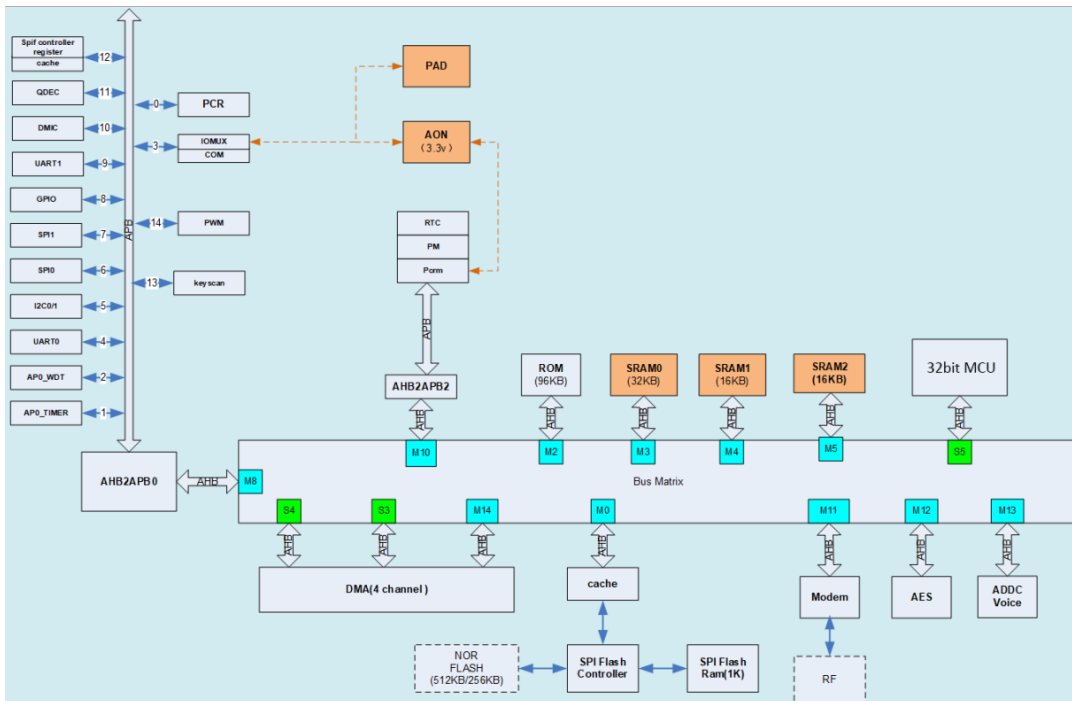 Spif controller
register
cache
12
QDEC
11
DMIC
10
UART1
9
GPIO
8
SPI1
7
SPI0
6
I2C0/1
5
UART0
4
AP0_WDT
2
AP0_TIMER
1
APB
0
PCR
3
IOMUX
COM
14
PWM
13
keyscan
PAD
AON
(3.3v)
RTC
PM
Pcrm
APB
AHB2APB2
AHB
M10
ROM
(96KB)
AHB
M2
SRAM0
(32KB)
AHB
M3
SRAM1
(16KB)
AHB
M4
SRAM2
(16KB)
AHB
M5
32bit MCU
AHB
S5
AHB2APB0
AHB
M8
Bus Matrix
S4
S3
M14
M0
M11
M12
M13
AHB
AHB
AHB
AHB
AHB
AHB
AHB
DMA(4 channel )
cache
Modem
AES
ADDC
Voice
NOR
FLASH
(512KB/256KB)
SPI Flash
Controller
SPI Flash
Ram(1K)
RF